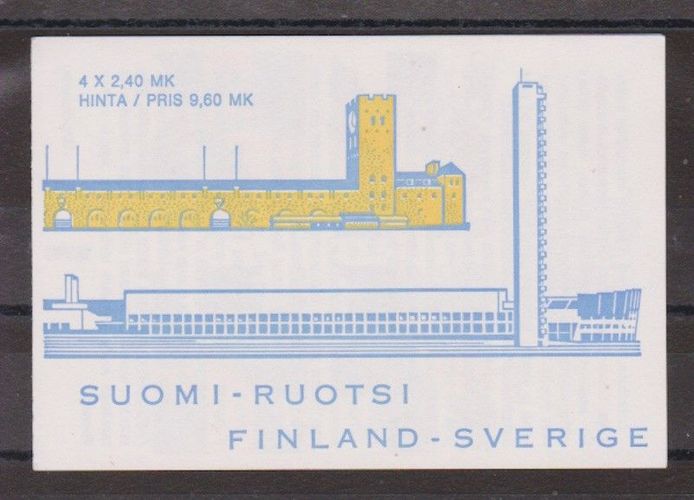 4 X 2,40 MK
HINTA / PRIS 9,60 MK
SUOMI-RUOTSI
FINLAND-SVERIGE